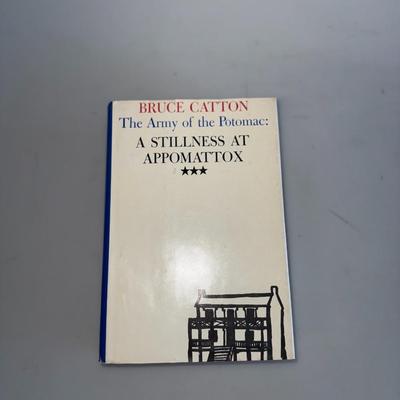 BRUCE CATTON
The Army of the Potomac:
A STILLNESS AT
APPOMATTOX
★★★